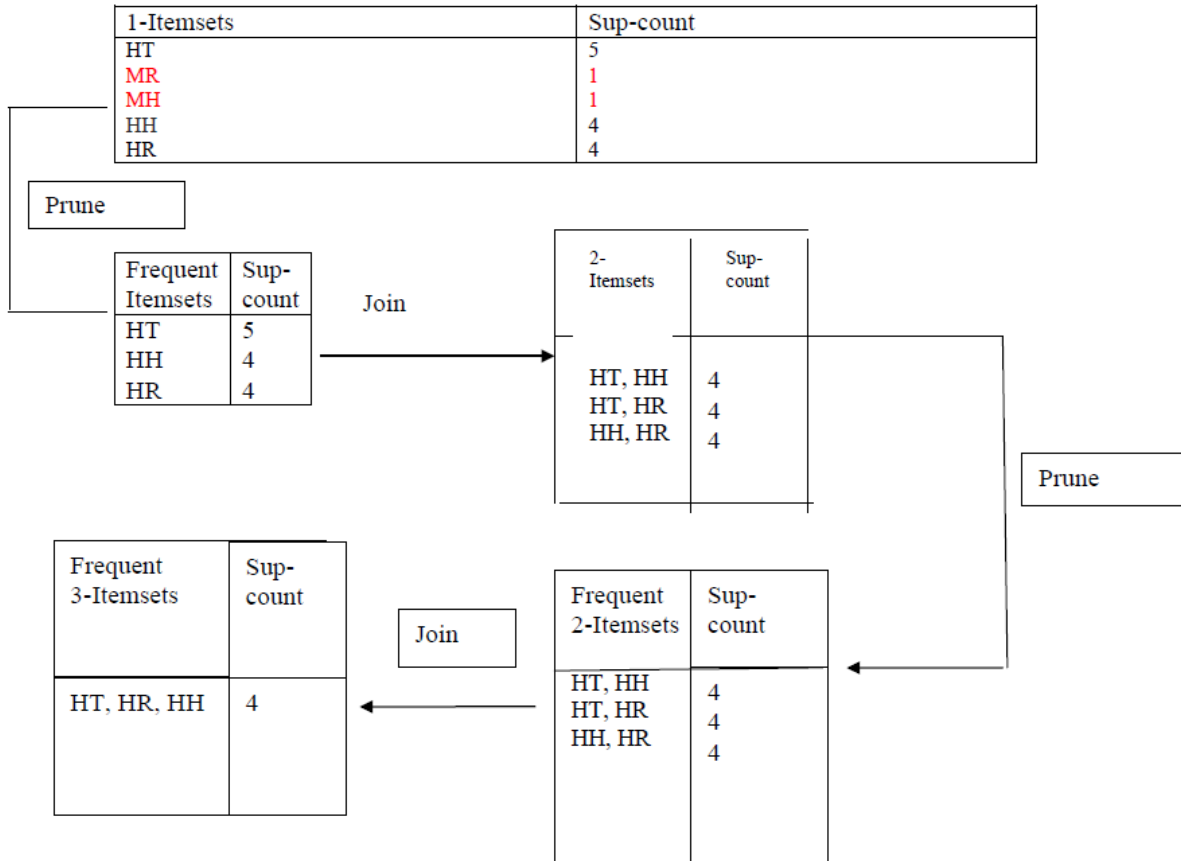 1-Itemsets Sup-count
HT 5
MR 1
MH 1
HH 4
HR 4
Prune
Frequent Sup-
Itemsets count
HT 5
HH 4
HR 4
Join
2- Sup-
Itemsets count
HT, HH 4
HT, HR 4
HH, HR 4
Prune
Frequent Sup-
3-Itemsets count
HT, HR, HH 4
Join
Frequent Sup-
2-Itemsets count
HT, HH 4
HT, HR 4
HH, HR 4